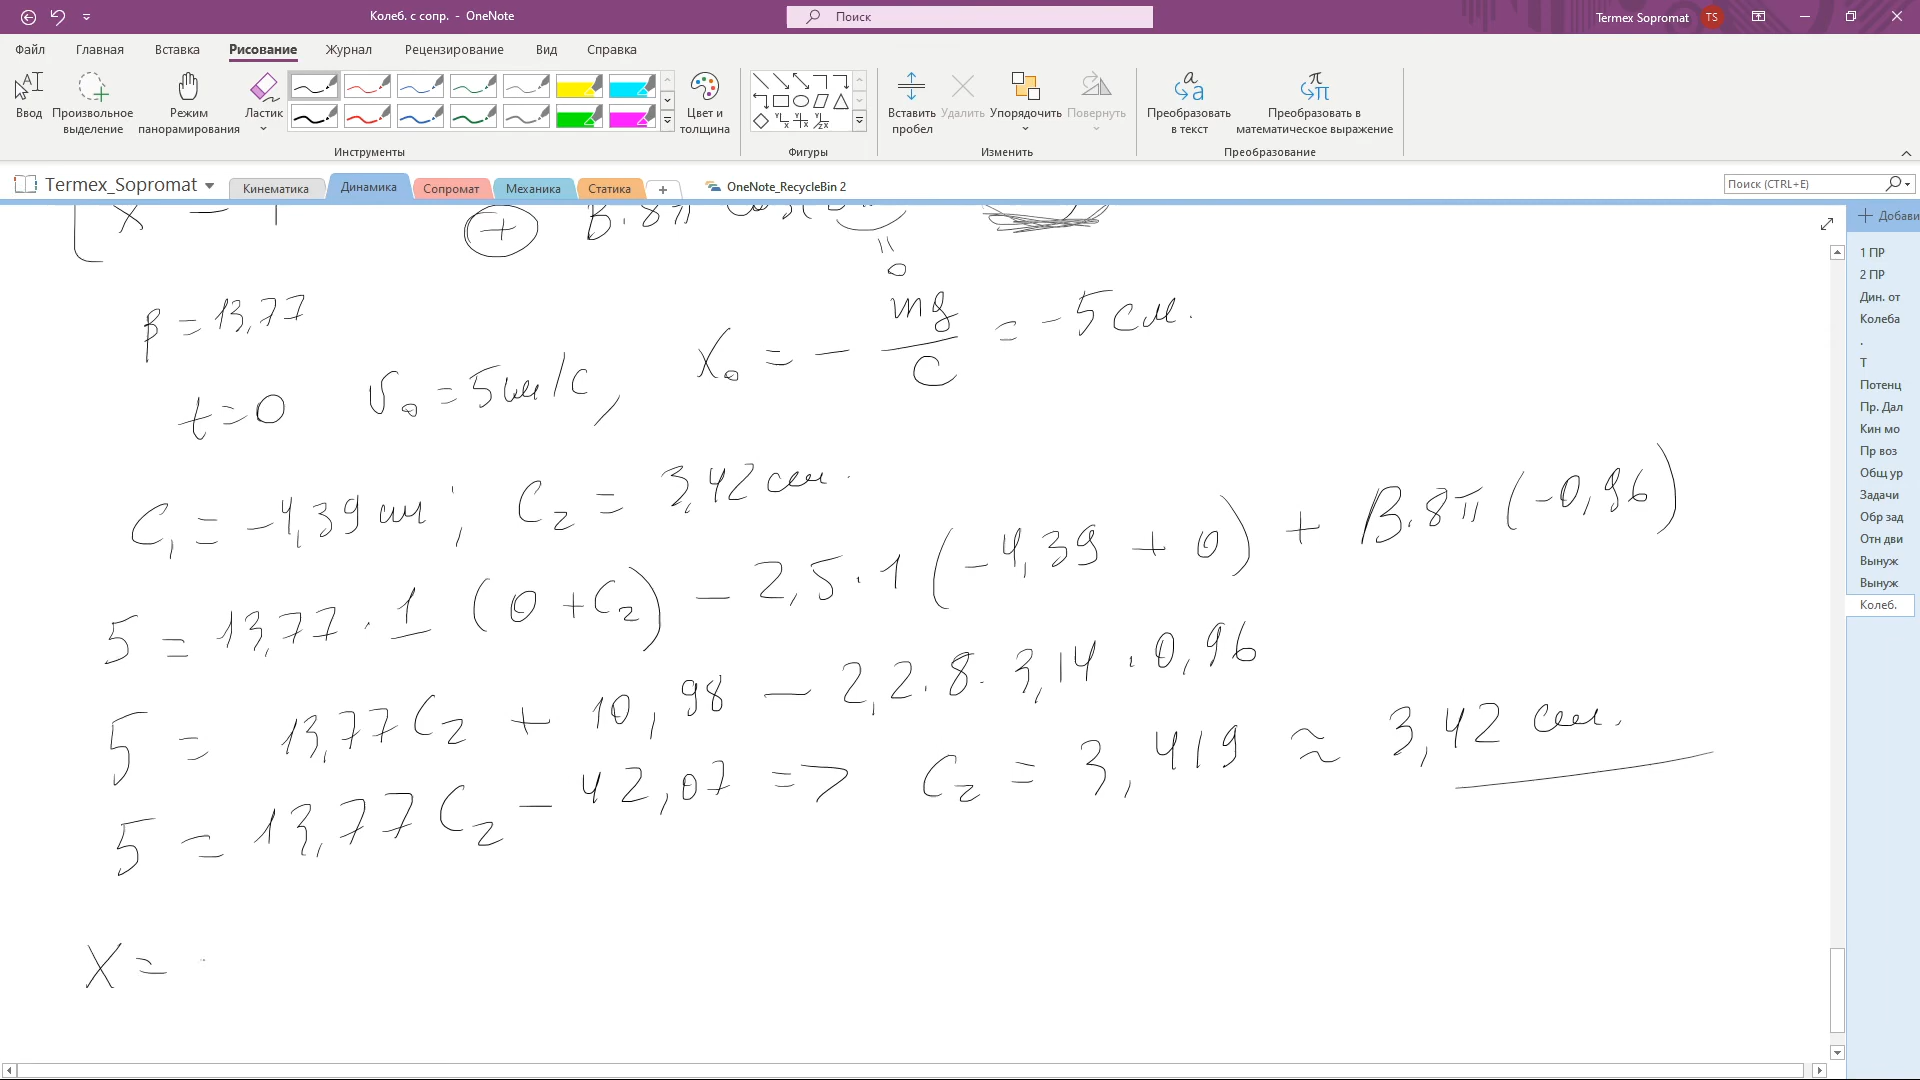 Колеб. с сопр. - OneNote
Поиск
Termex Sopromat
TS
Файл
Главная
Вставка
Рисование
Журнал
Рецензирование
Вид
Справка
Ввод
Произвольное выделение
Режим панорамирования
Ластик
Цвет и толщина
Вставить пробел
Удалить
Упорядочить
Повернуть
Преобразовать в текст
Преобразовать в математическое выражение
Инструменты
Фигуры
Изменить
Преобразование
Termex_Sopromat
Кинематика
Динамика
Сопромат
Механика
Статика
OneNote_RecycleBin 2
Поиск (CTRL+E)
Добави
1 ПР
2 ПР
Дин. от
Колеба
.
Т
Потенц
Пр. Дал
Кин мо
Пр воз
Общ ур
Задачи
Обр зад
Отн дви
Вынуж
Вынуж
Колеб.
+ B·8π
0
β = 13,77
t = 0 v₀ = 5 см/с, x₀ = - mg/c = - 5 см.
C₁ = -4,39 см; C₂ = 3,42 см.
5 = 13,77 · 1 (0 + C₂) - 2,5 · 1 (-4,39 + 0) + B·8π (-0,96)
5 = 13,77 C₂ + 10,98 - 2,2·8·3,14·0,96
5 = 13,77 C₂ - 42,07 => C₂ = 3,419 ≈ 3,42 см.
X =